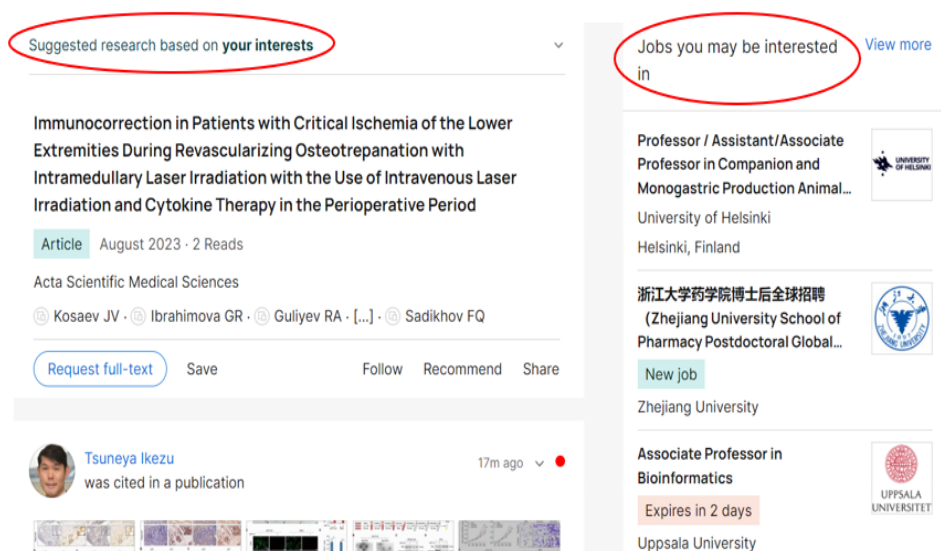 Suggested research based on your interests
Immunocorrection in Patients with Critical Ischemia of the Lower
Extremities During Revascularizing Osteotrepanation with
Intramedullary Laser Irradiation with the Use of Intravenous Laser
Irradiation and Cytokine Therapy in the Perioperative Period
Article August 2023 · 2 Reads
Acta Scientific Medical Sciences
Kosaev JV · Ibrahimova GR · Guliyev RA · [...] · Sadikhov FQ
Request full-text Save Follow Recommend Share
Tsuneya Ikezu
was cited in a publication
17m ago
Jobs you may be interested
in
View more
Professor / Assistant/Associate
Professor in Companion and
Monogastric Production Animal...
University of Helsinki
Helsinki, Finland
UNIVERSITY
OF HELSINKI
浙江大学药学院博士后全球招聘
（Zhejiang University School of
Pharmacy Postdoctoral Global...
New job
Zhejiang University
Associate Professor in
Bioinformatics
Expires in 2 days
Uppsala University
UPPSALA
UNIVERSITET